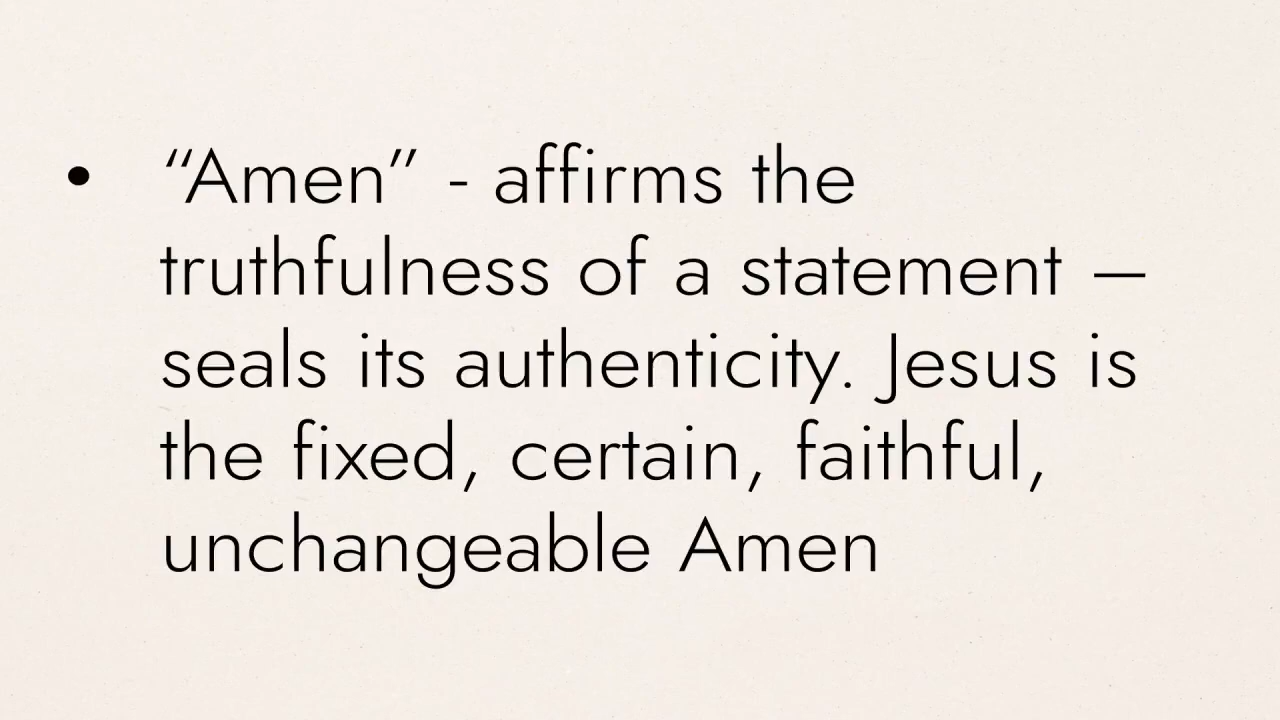 • “Amen” - affirms the
truthfulness of a statement —
seals its authenticity. Jesus is
the fixed, certain, faithful,
unchangeable Amen